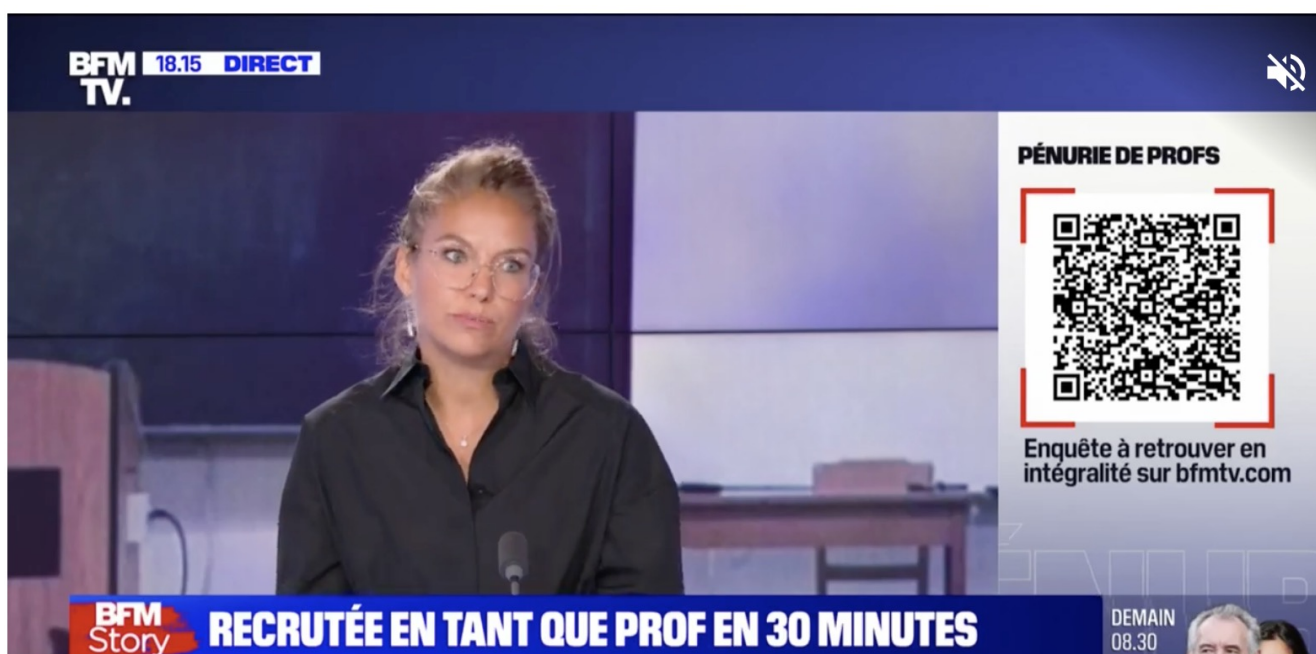 BFM TV.
18.15 DIRECT
PÉNURIE DE PROFS
Enquête à retrouver en
intégralité sur bfmtv.com
BFM
Story
RECRUTÉE EN TANT QUE PROF EN 30 MINUTES
DEMAIN
08.30